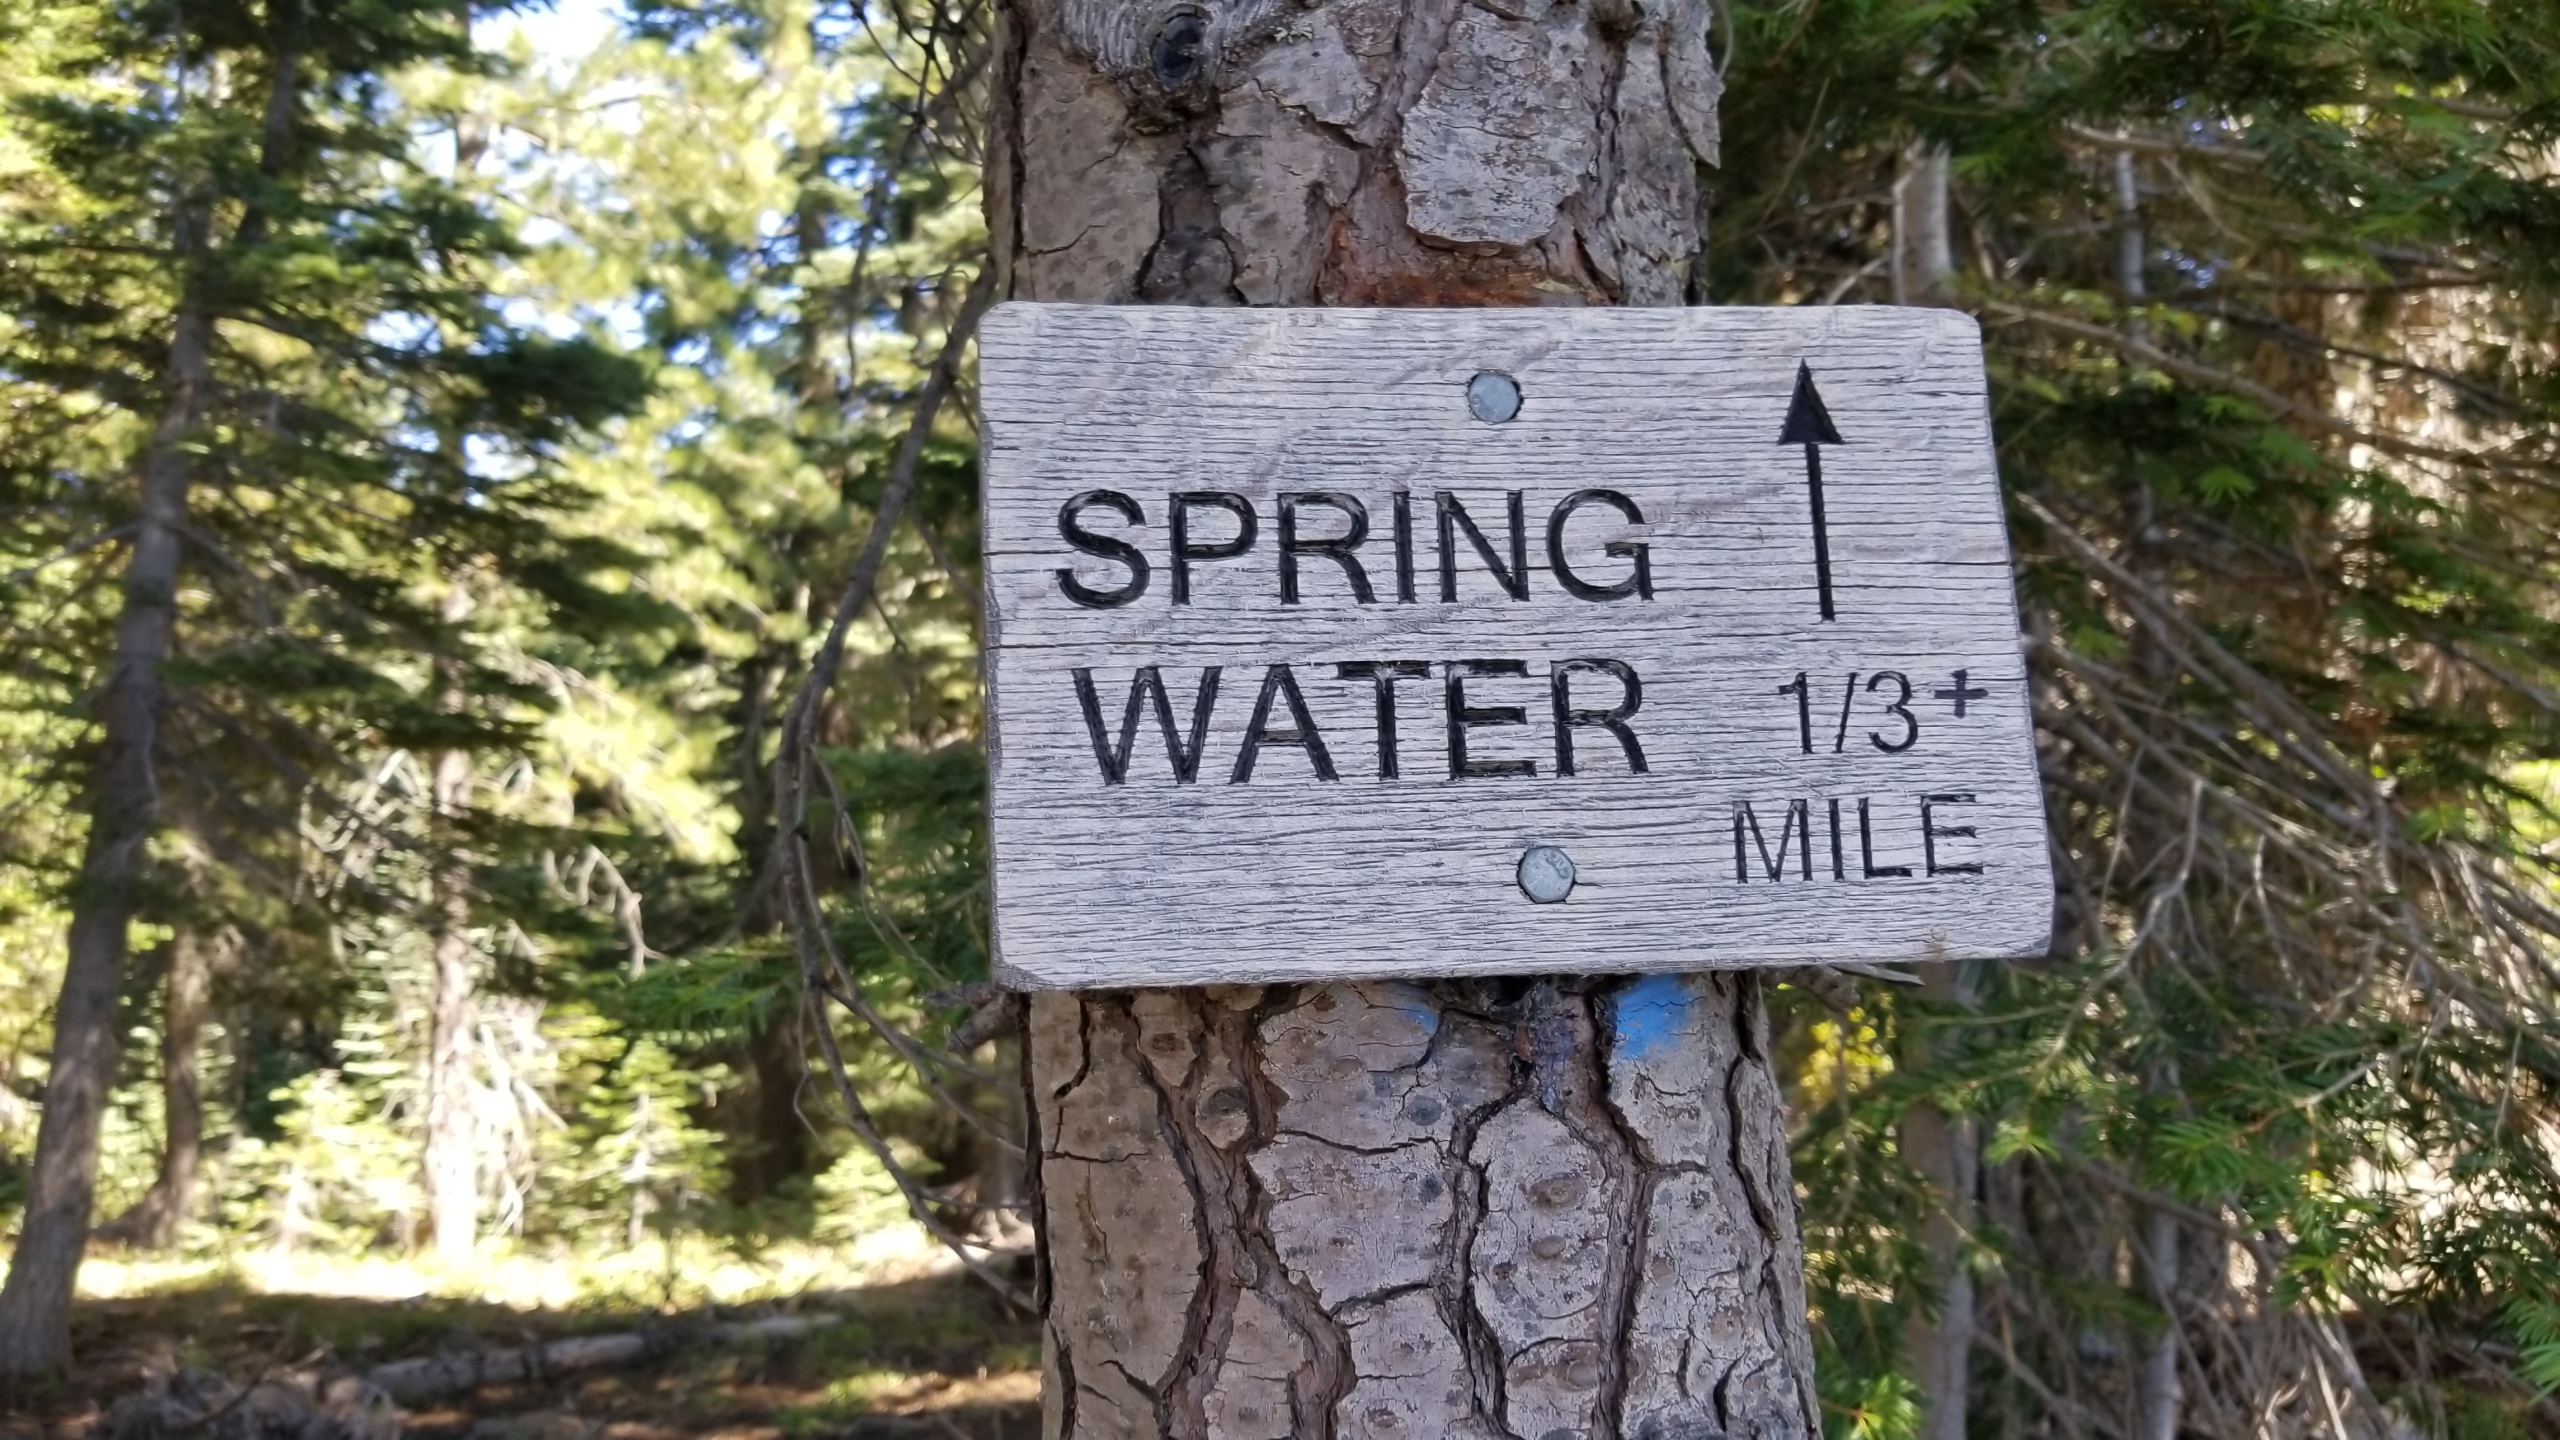 SPRING
WATER 1/3+
MILE